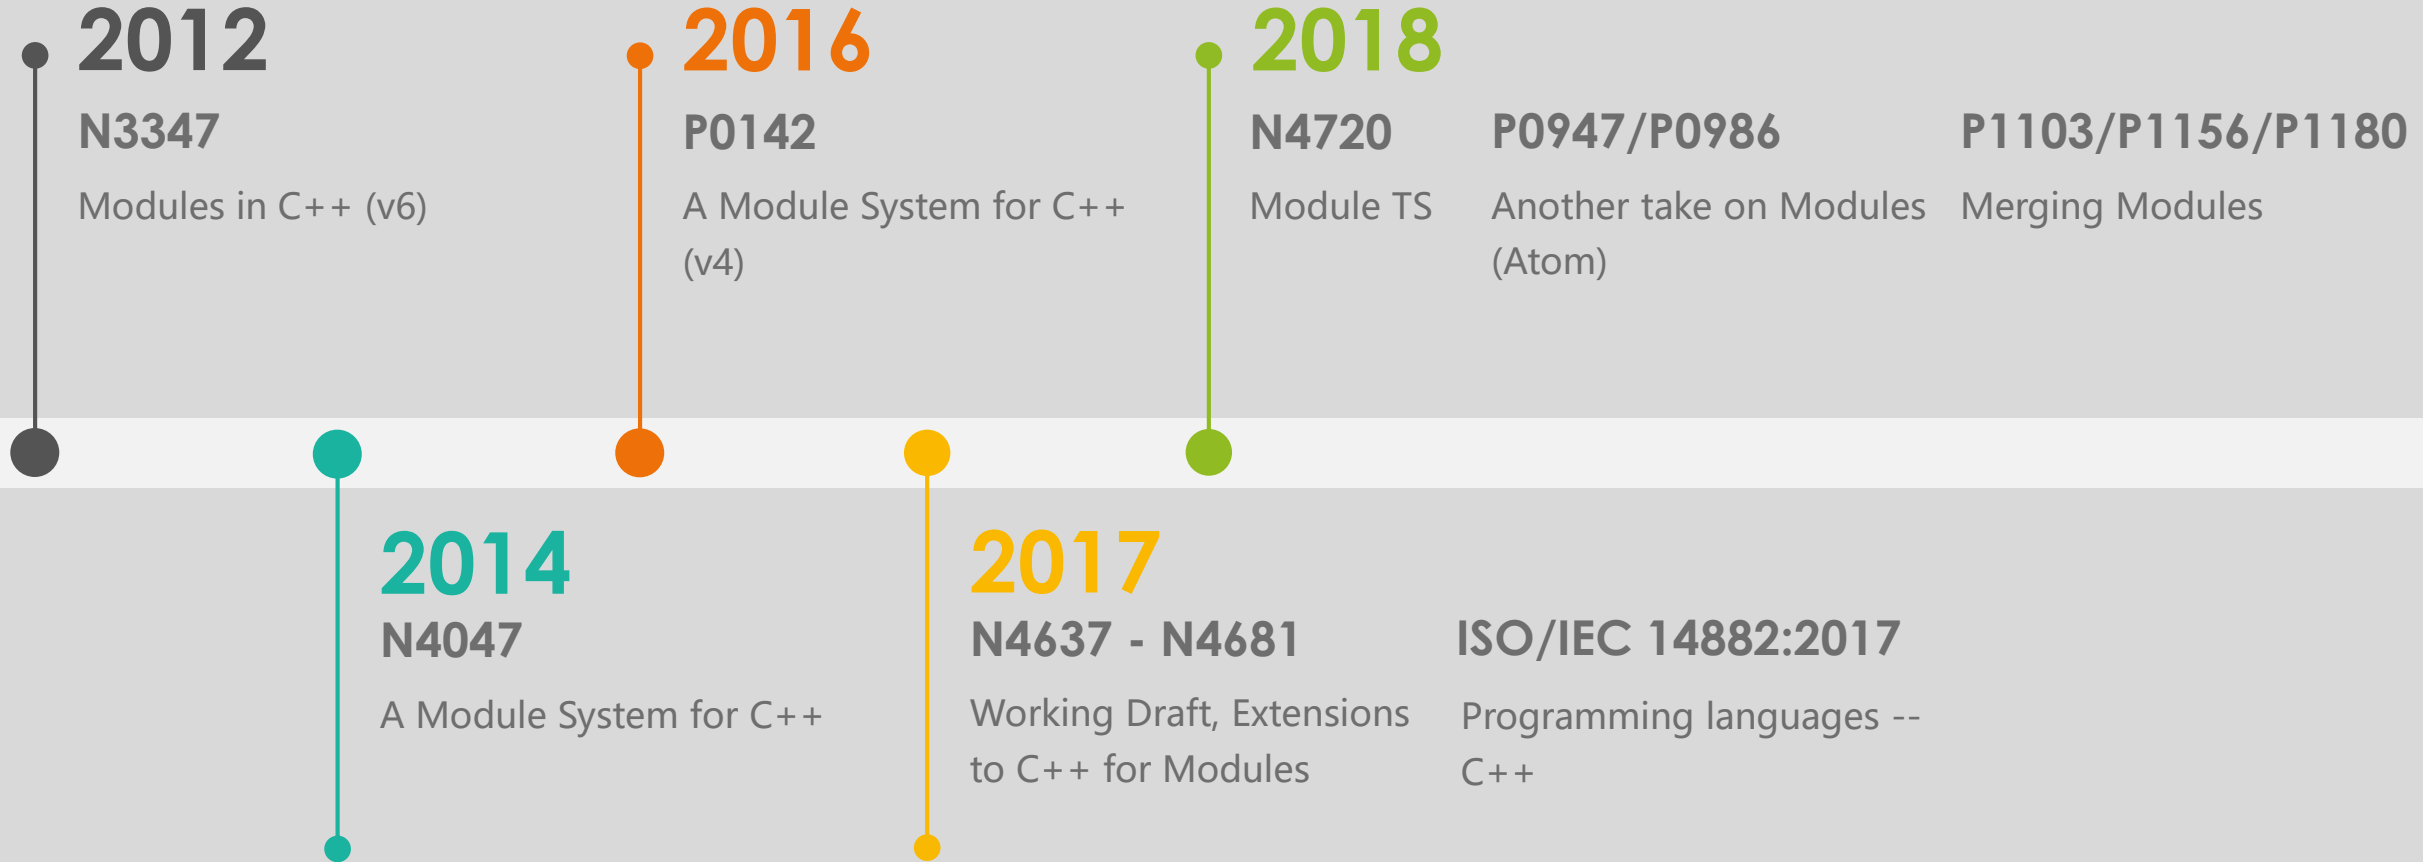 2012
N3347
Modules in C++ (v6)
2016
P0142
A Module System for C++
(v4)
2018
N4720
Module TS
P0947/P0986
Another take on Modules
(Atom)
P1103/P1156/P1180
Merging Modules
2014
N4047
A Module System for C++
2017
N4637 - N4681
Working Draft, Extensions
to C++ for Modules
ISO/IEC 14882:2017
Programming languages --
C++